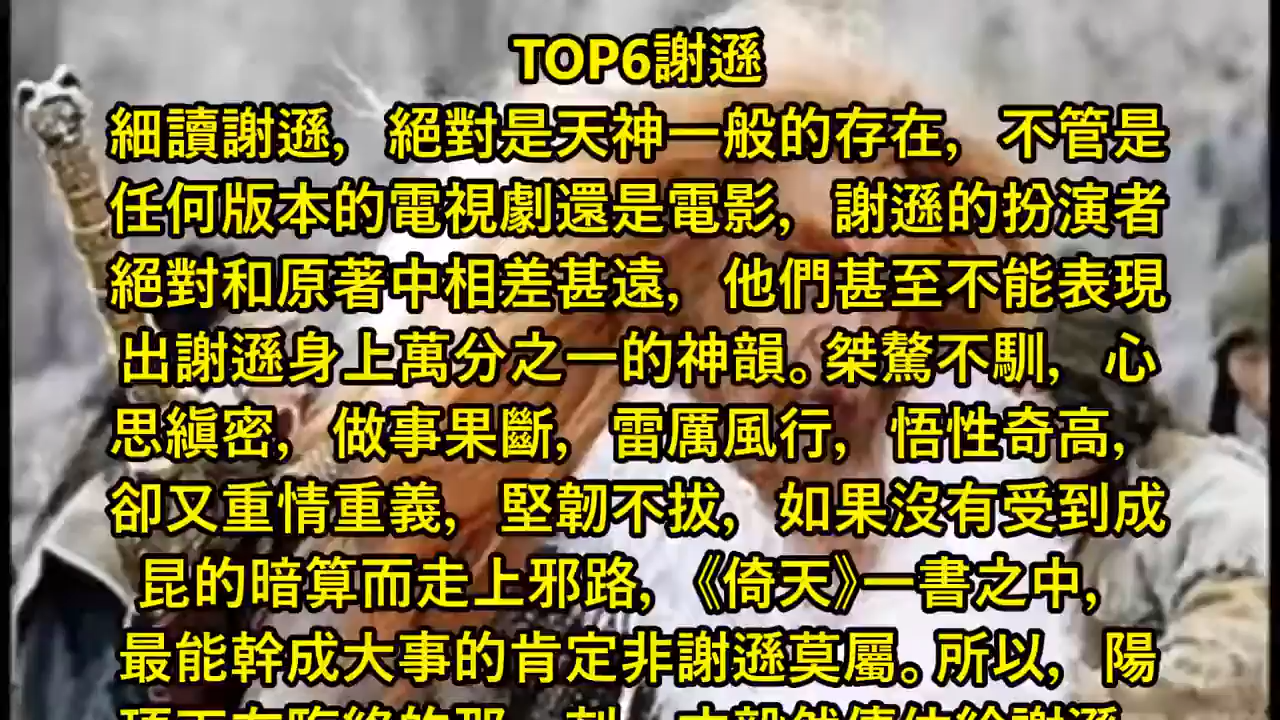 TOP6謝遜
細讀謝遜，絕對是天神一般的存在，不管是
任何版本的電視劇還是電影，謝遜的扮演者
絕對和原著中相差甚遠，他們甚至不能表現
出謝遜身上萬分之一的神韻。桀驁不馴，心
思縝密，做事果斷，雷厲風行，悟性奇高，
卻又重情重義，堅韌不拔，如果沒有受到成
昆的暗算而走上邪路，《倚天》一書之中，
最能幹成大事的肯定非謝遜莫屬。所以，陽